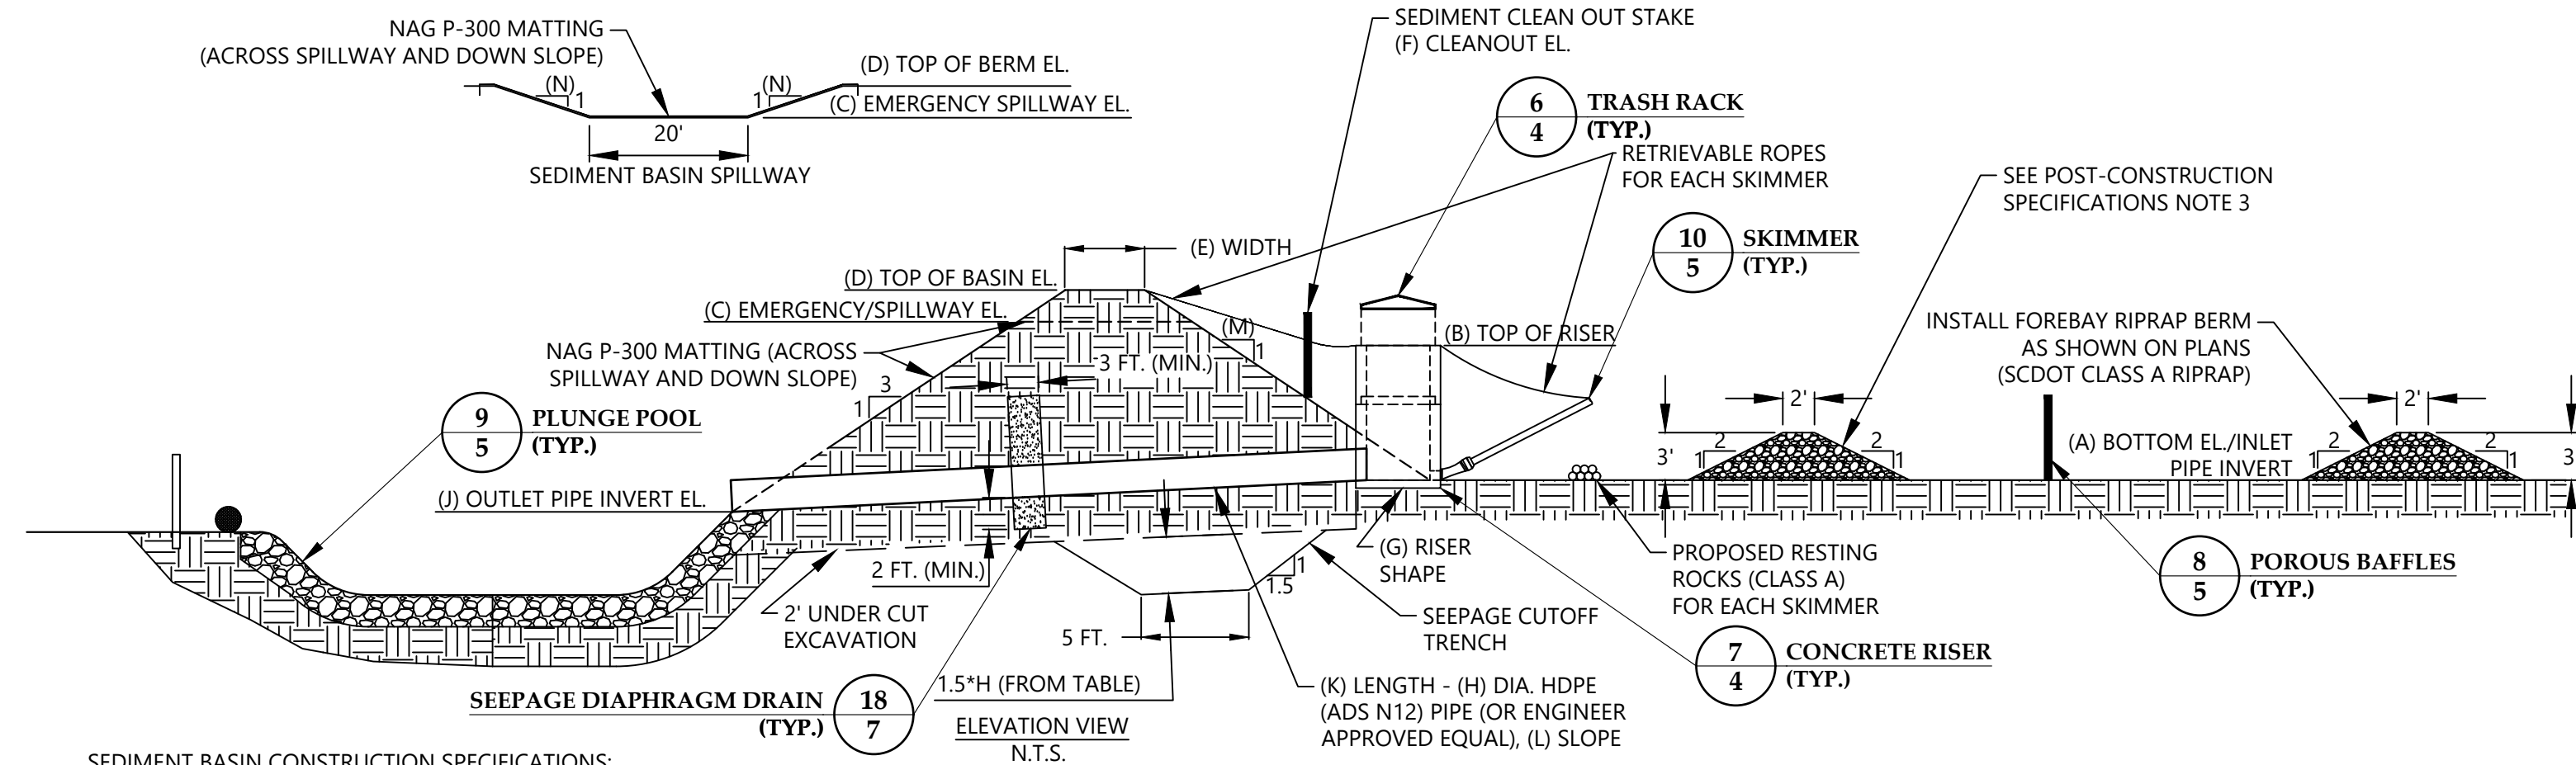 NAG P-300 MATTING
(ACROSS SPILLWAY AND DOWN SLOPE)
(N)
1
(N)
1
(D) TOP OF BERM EL.
(C) EMERGENCY SPILLWAY EL.
20'
SEDIMENT BASIN SPILLWAY
SEDIMENT CLEAN OUT STAKE
(F) CLEANOUT EL.
6
4
TRASH RACK
(TYP.)
RETRIEVABLE ROPES
FOR EACH SKIMMER
10
5
SKIMMER
(TYP.)
SEE POST-CONSTRUCTION
SPECIFICATIONS NOTE 3
(E) WIDTH
(D) TOP OF BASIN EL.
(C) EMERGENCY/SPILLWAY EL.
(M)
1
(B) TOP OF RISER
INSTALL FOREBAY RIPRAP BERM
AS SHOWN ON PLANS
(SCDOT CLASS A RIPRAP)
NAG P-300 MATTING (ACROSS
SPILLWAY AND DOWN SLOPE)
3 FT. (MIN.)
3
1
9
5
PLUNGE POOL
(TYP.)
2'
3'
2
1
2
1
(A) BOTTOM EL./INLET
PIPE INVERT
2'
2
1
2
1
3
(J) OUTLET PIPE INVERT EL.
2 FT. (MIN.)
2' UNDER CUT
EXCAVATION
(G) RISER
SHAPE
1
1.5
SEEPAGE CUTOFF
TRENCH
5 FT.
PROPOSED RESTING
ROCKS (CLASS A)
FOR EACH SKIMMER
8
5
POROUS BAFFLES
(TYP.)
7
4
CONCRETE RISER
(TYP.)
SEEPAGE DIAPHRAGM DRAIN
(TYP.)
18
7
1.5*H (FROM TABLE)
ELEVATION VIEW
N.T.S.
(K) LENGTH - (H) DIA. HDPE
(ADS N12) PIPE (OR ENGINEER
APPROVED EQUAL), (L) SLOPE
SEDIMENT BASIN CONSTRUCTION SPECIFICATIONS: